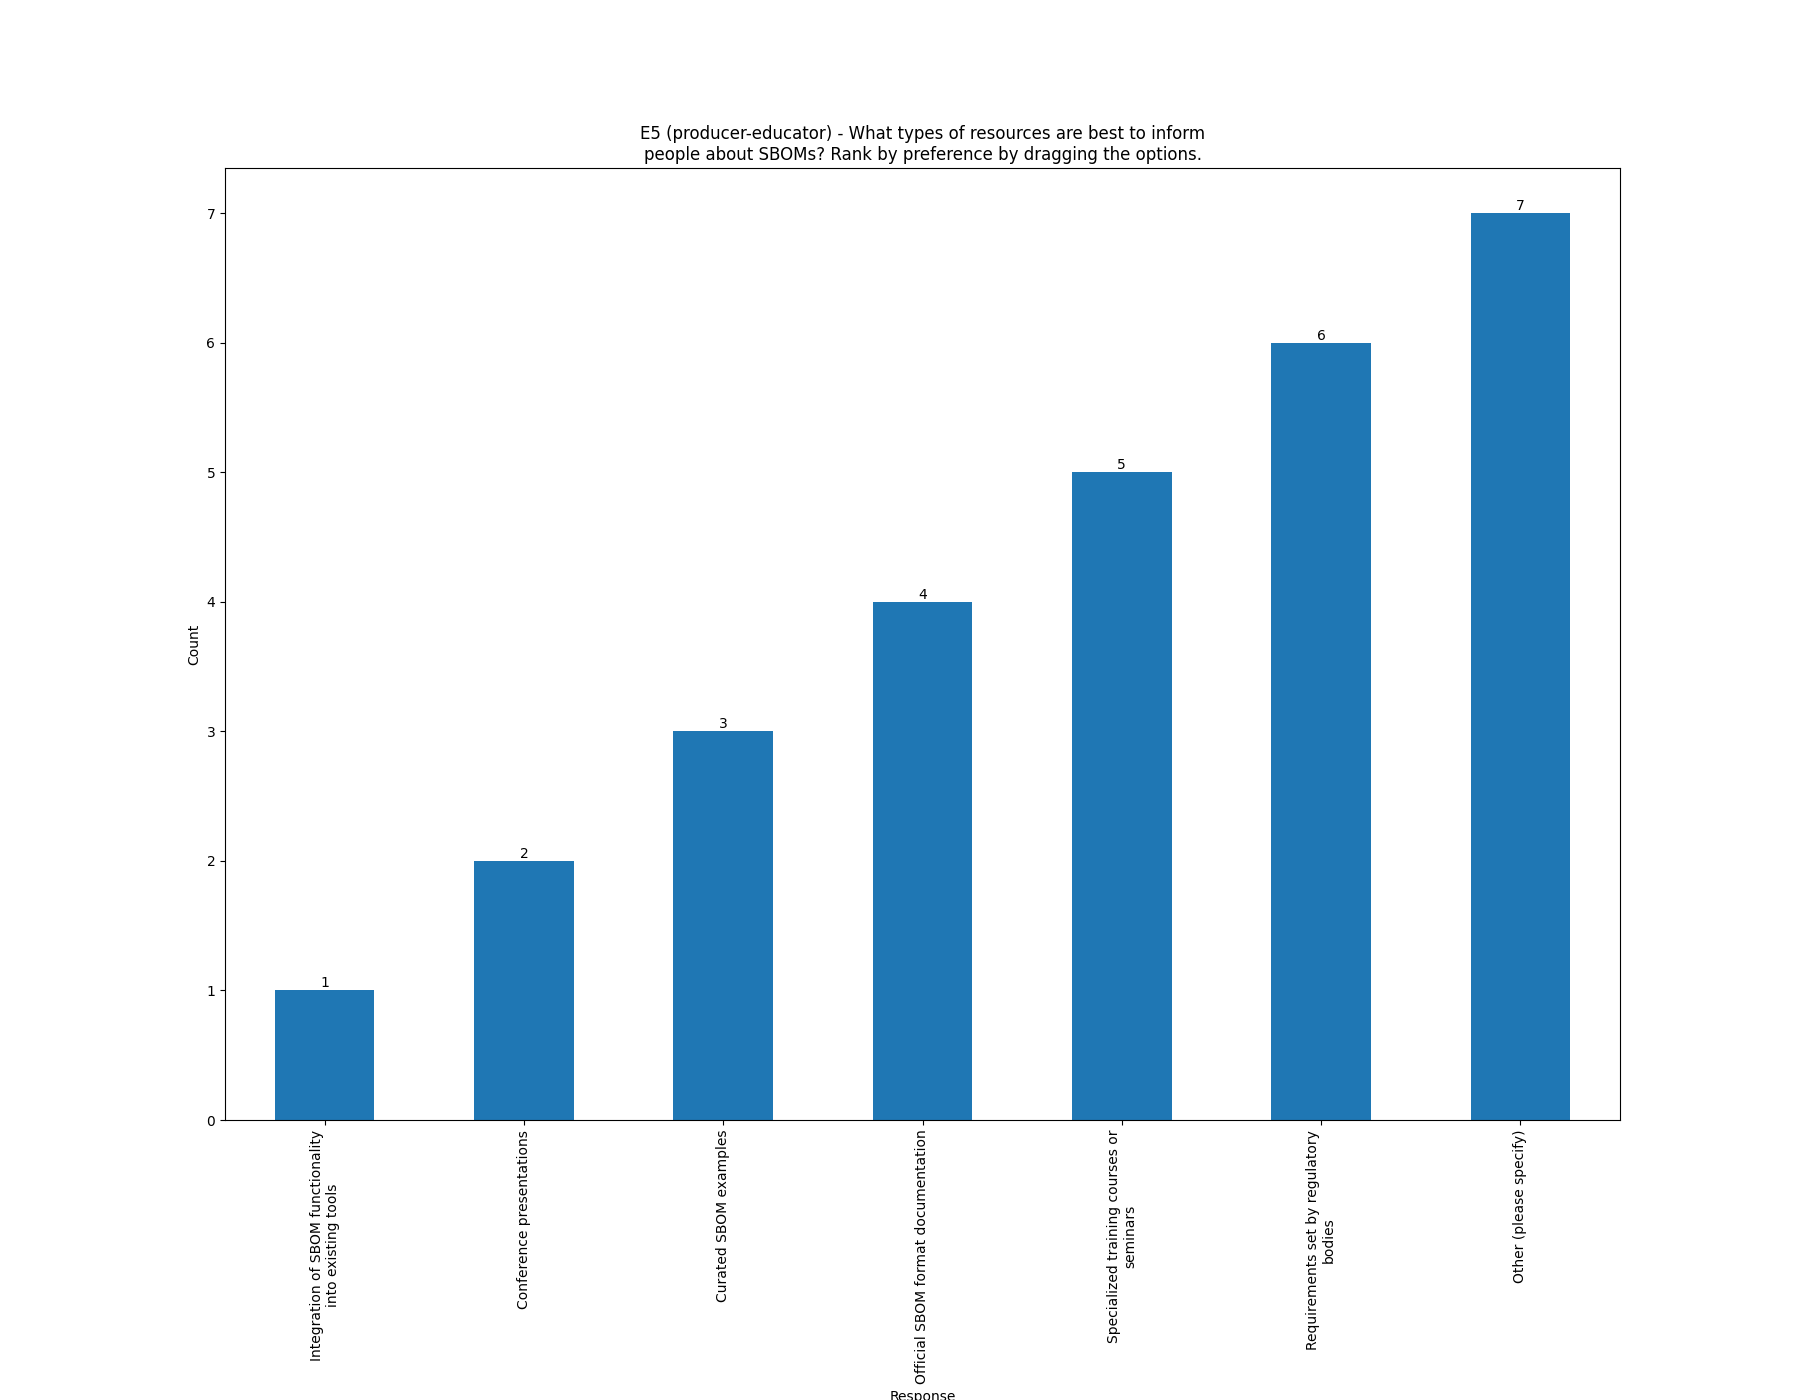 E5 (producer-educator) - What types of resources are best to inform
people about SBOMs? Rank by preference by dragging the options.
7
6
5
4
3
2
1
0
Count
1
2
3
4
5
6
7
Integration of SBOM functionality
into existing tools
Conference presentations
Curated SBOM examples
Official SBOM format documentation
Specialized training courses or
seminars
Requirements set by regulatory
bodies
Other (please specify)
Response